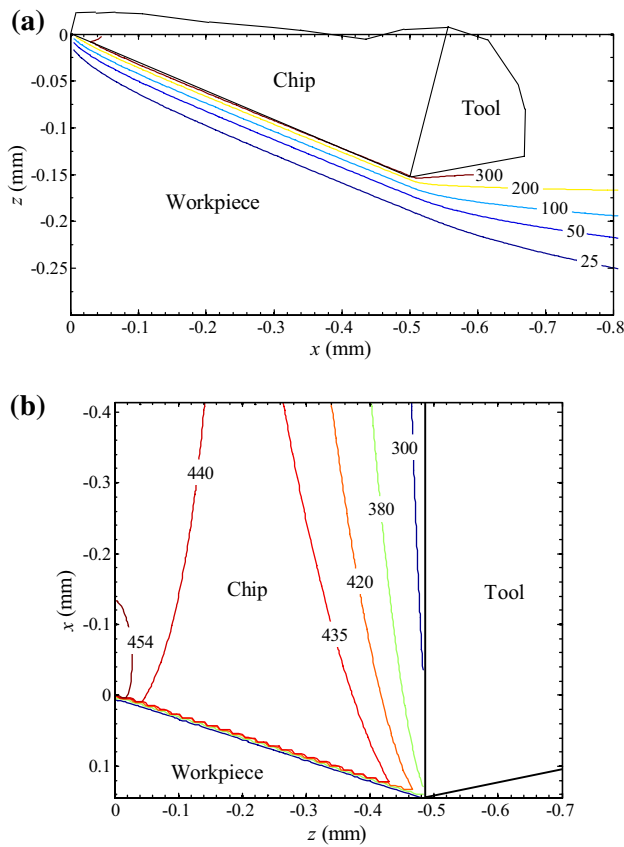 (a)
0
-0.05
-0.1
-0.15
-0.2
-0.25
z (mm)
Chip
Tool
Workpiece
300
200
100
50
25
0 -0.1 -0.2 -0.3 -0.4 -0.5 -0.6 -0.7 -0.8
x (mm)
(b)
-0.4
-0.3
-0.2
-0.1
0
0.1
x (mm)
440
300
380
Chip
420
Tool
435
454
Workpiece
0 -0.1 -0.2 -0.3 -0.4 -0.5 -0.6 -0.7
z (mm)